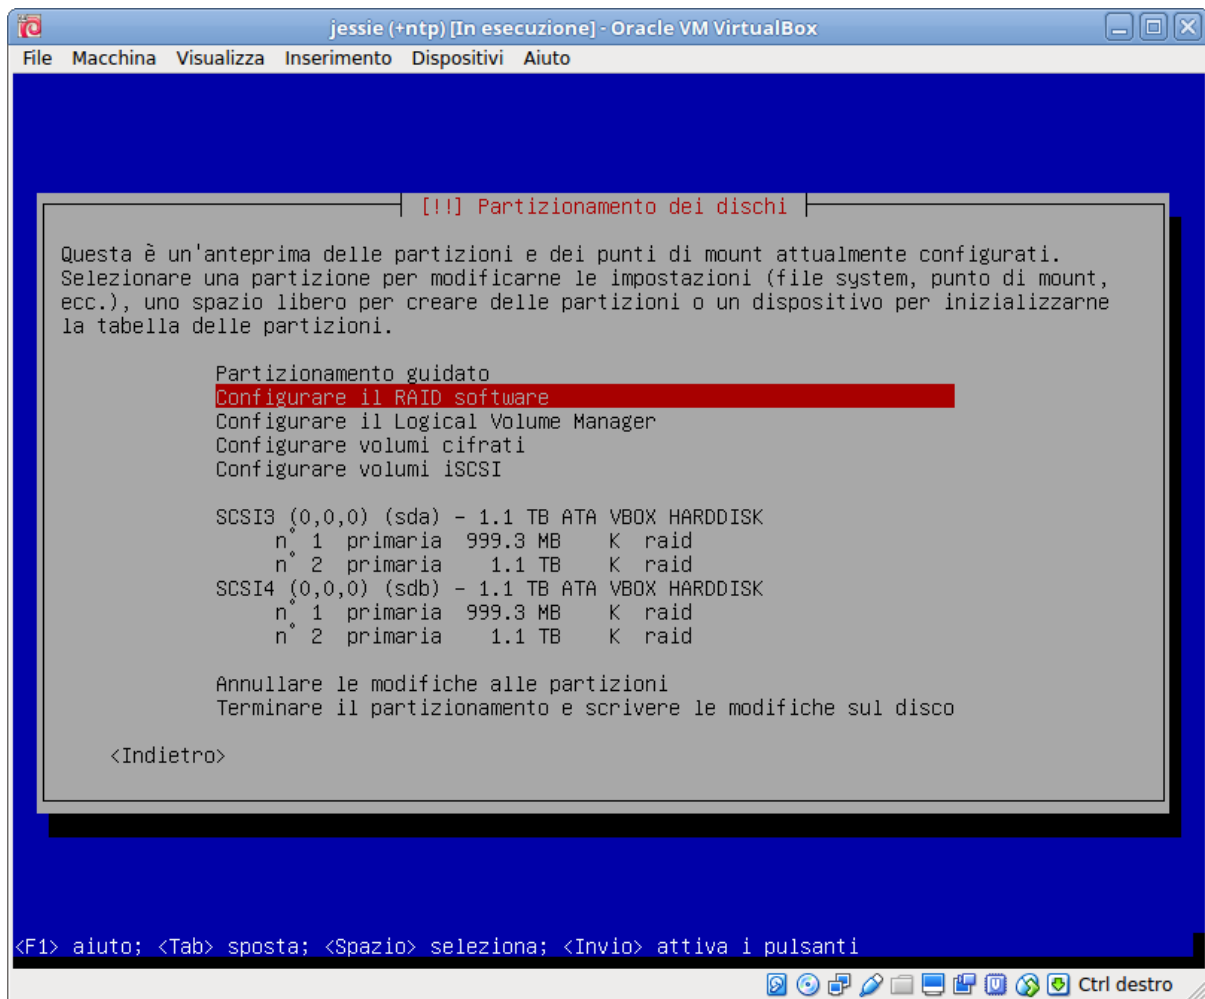 jessie (+ntp) [In esecuzione] - Oracle VM VirtualBox
File Macchina Visualizza Inserimento Dispositivi Aiuto
[!!] Partizionamento dei dischi
Questa è un'anteprima delle partizioni e dei punti di mount attualmente configurati.
Selezionare una partizione per modificarne le impostazioni (file system, punto di mount,
ecc.), uno spazio libero per creare delle partizioni o un dispositivo per inizializzarne
la tabella delle partizioni.
Partizionamento guidato
Configurare il RAID software
Configurare il Logical Volume Manager
Configurare volumi cifrati
Configurare volumi iSCSI
SCSI3 (0,0,0) (sda) - 1.1 TB ATA VBOX HARDDISK
n° 1 primaria 999.3 MB K raid
n° 2 primaria 1.1 TB K raid
SCSI4 (0,0,0) (sdb) - 1.1 TB ATA VBOX HARDDISK
n° 1 primaria 999.3 MB K raid
n° 2 primaria 1.1 TB K raid
Annullare le modifiche alle partizioni
Terminare il partizionamento e scrivere le modifiche sul disco
<Indietro>
<F1> aiuto; <Tab> sposta; <Spazio> seleziona; <Invio> attiva i pulsanti
Ctrl destro